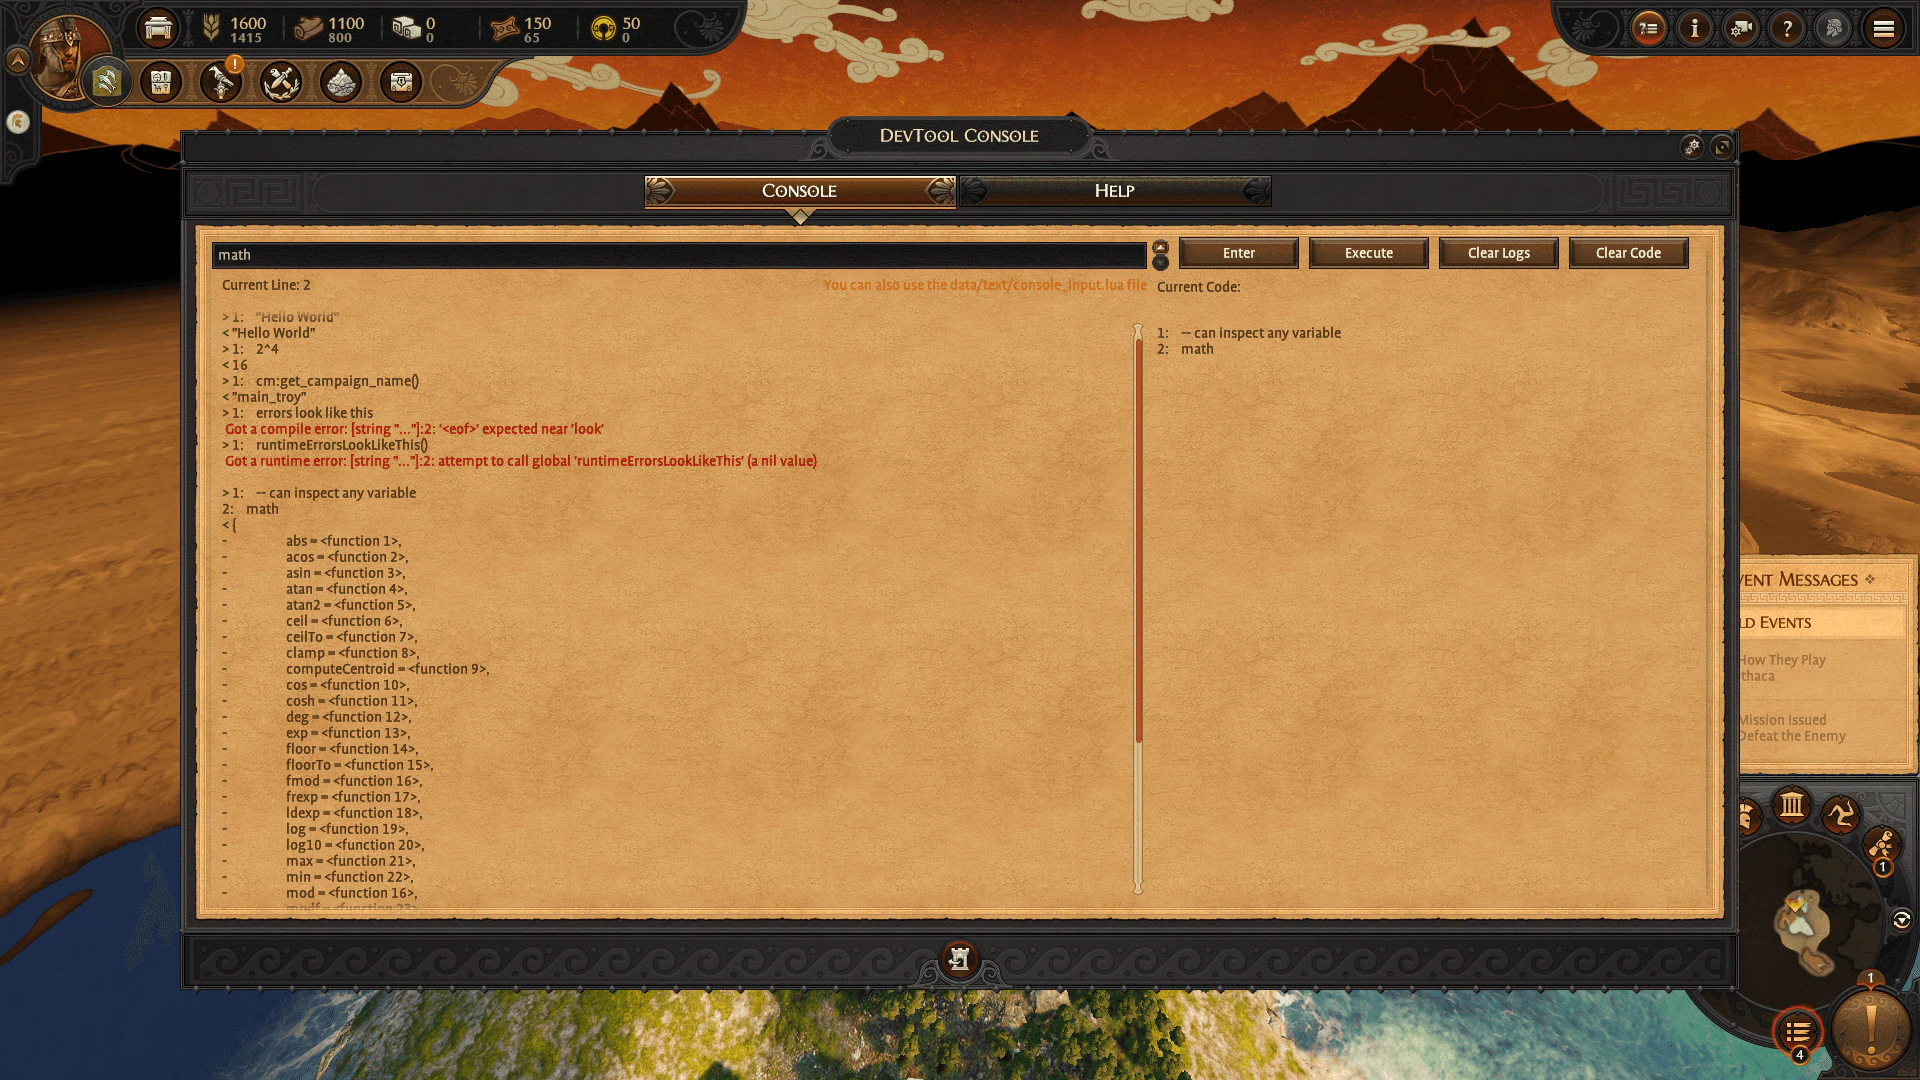 1600
1415
1100
800
0
0
150
65
50
0
!
?
DevTool Console
Console
Help
math
Enter
Execute
Clear Logs
Clear Code
Current Line: 2
You can also use the data/text/console_input.lua file
Current Code:
> 1: "Hello World"
< "Hello World"
> 1: 2^4
< 16
> 1: cm:get_campaign_name()
< "main_troy"
> 1: errors look like this
Got a compile error: [string "..."]:2: '<eof>' expected near 'look'
> 1: runtimeErrorsLookLikeThis()
Got a runtime error: [string "..."]:2: attempt to call global 'runtimeErrorsLookLikeThis' (a nil value)
> 1: -- can inspect any variable
2: math
< {
- abs = <function 1>,
- acos = <function 2>,
- asin = <function 3>,
- atan = <function 4>,
- atan2 = <function 5>,
- ceil = <function 6>,
- ceilTo = <function 7>,
- clamp = <function 8>,
- computeCentroid = <function 9>,
- cos = <function 10>,
- cosh = <function 11>,
- deg = <function 12>,
- exp = <function 13>,
- floor = <function 14>,
- floorTo = <function 15>,
- fmod = <function 16>,
- frexp = <function 17>,
- ldexp = <function 18>,
- log = <function 19>,
- log10 = <function 20>,
- max = <function 21>,
- min = <function 22>,
- mod = <function 16>,
- modf = <function 23>,
1: -- can inspect any variable
2: math
vent Messages
ld Events
How They Play
thaca
Mission Issued
Defeat the Enemy
1
1
4